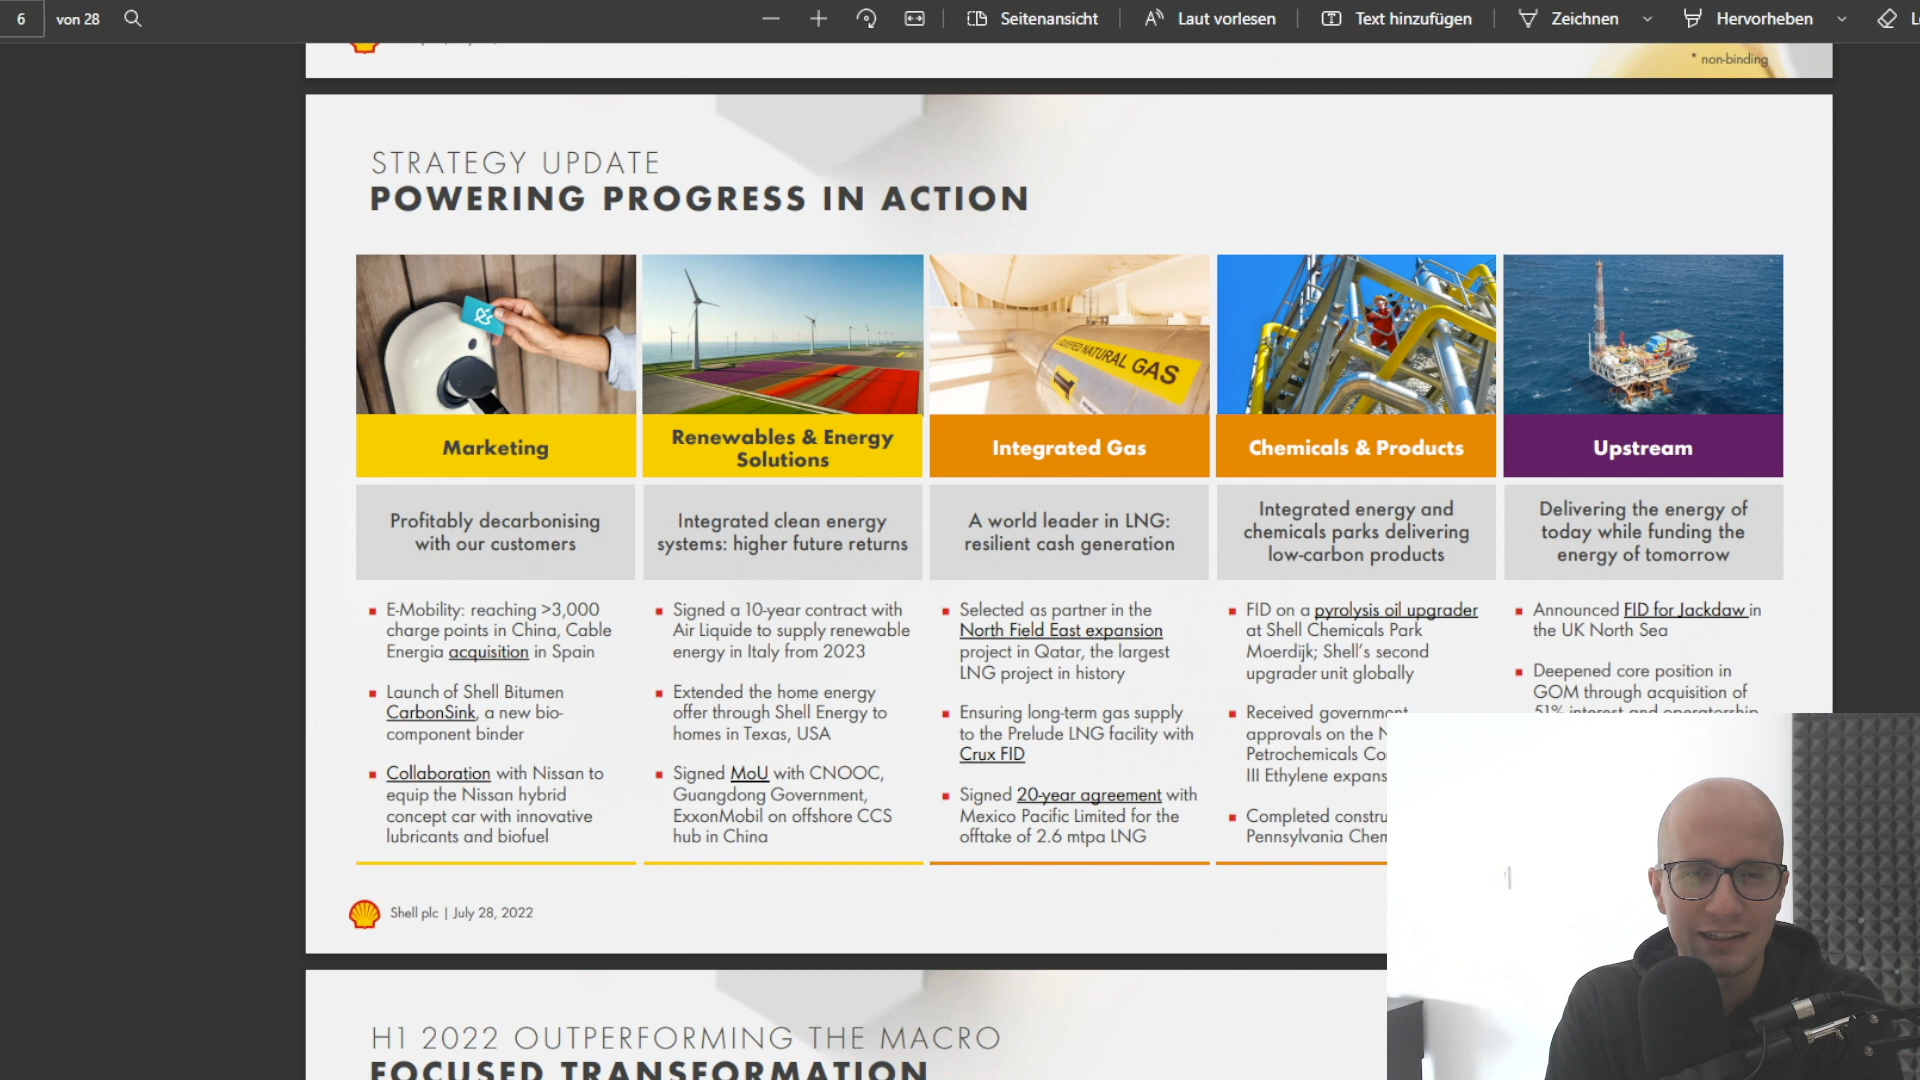 6 von 28
Seitenansicht
Laut vorlesen
Text hinzufügen
Zeichnen
Hervorheben
* non-binding
STRATEGY UPDATE
POWERING PROGRESS IN ACTION
LIQUEFIED NATURAL GAS
Marketing
Profitably decarbonising
with our customers
▪ E-Mobility: reaching >3,000
charge points in China, Cable
Energia acquisition in Spain
▪ Launch of Shell Bitumen
CarbonSink, a new bio-
component binder
▪ Collaboration with Nissan to
equip the Nissan hybrid
concept car with innovative
lubricants and biofuel
Renewables & Energy
Solutions
Integrated clean energy
systems: higher future returns
▪ Signed a 10-year contract with
Air Liquide to supply renewable
energy in Italy from 2023
▪ Extended the home energy
offer through Shell Energy to
homes in Texas, USA
▪ Signed MoU with CNOOC,
Guangdong Government,
ExxonMobil on offshore CCS
hub in China
Integrated Gas
A world leader in LNG:
resilient cash generation
▪ Selected as partner in the
North Field East expansion
project in Qatar, the largest
LNG project in history
▪ Ensuring long-term gas supply
to the Prelude LNG facility with
Crux FID
▪ Signed 20-year agreement with
Mexico Pacific Limited for the
offtake of 2.6 mtpa LNG
Chemicals & Products
Integrated energy and
chemicals parks delivering
low-carbon products
▪ FID on a pyrolysis oil upgrader
at Shell Chemicals Park
Moerdijk; Shell's second
upgrader unit globally
▪ Received government
approvals on the
Petrochemicals
III Ethylene
▪ Completed
Pennsylvania
Upstream
Delivering the energy of
today while funding the
energy of tomorrow
▪ Announced FID for Jackdaw in
the UK North Sea
▪ Deepened core position in
GOM through acquisition of
51% interest and operatorship
Shell plc | July 28, 2022
H1 2022 OUTPERFORMING THE MACRO
FOCUSED TRANSFORMATION